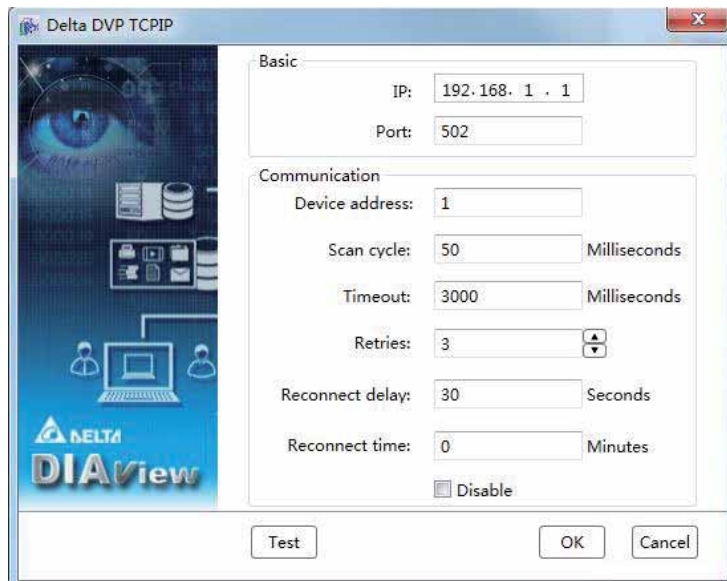 Delta DVP TCPIP
Basic
IP: 192.168. 1 . 1
Port: 502
Communication
Device address: 1
Scan cycle: 50 Milliseconds
Timeout: 3000 Milliseconds
Retries: 3
Reconnect delay: 30 Seconds
Reconnect time: 0 Minutes
Disable
DELTA
DIAView
Test OK Cancel